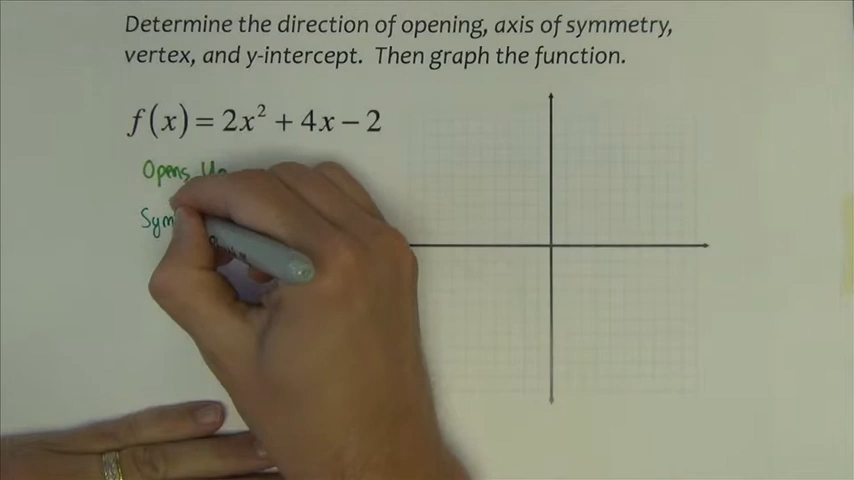 Determine the direction of opening, axis of symmetry,
vertex, and y-intercept. Then graph the function.
f(x) = 2x² + 4x − 2
Opens
Sym